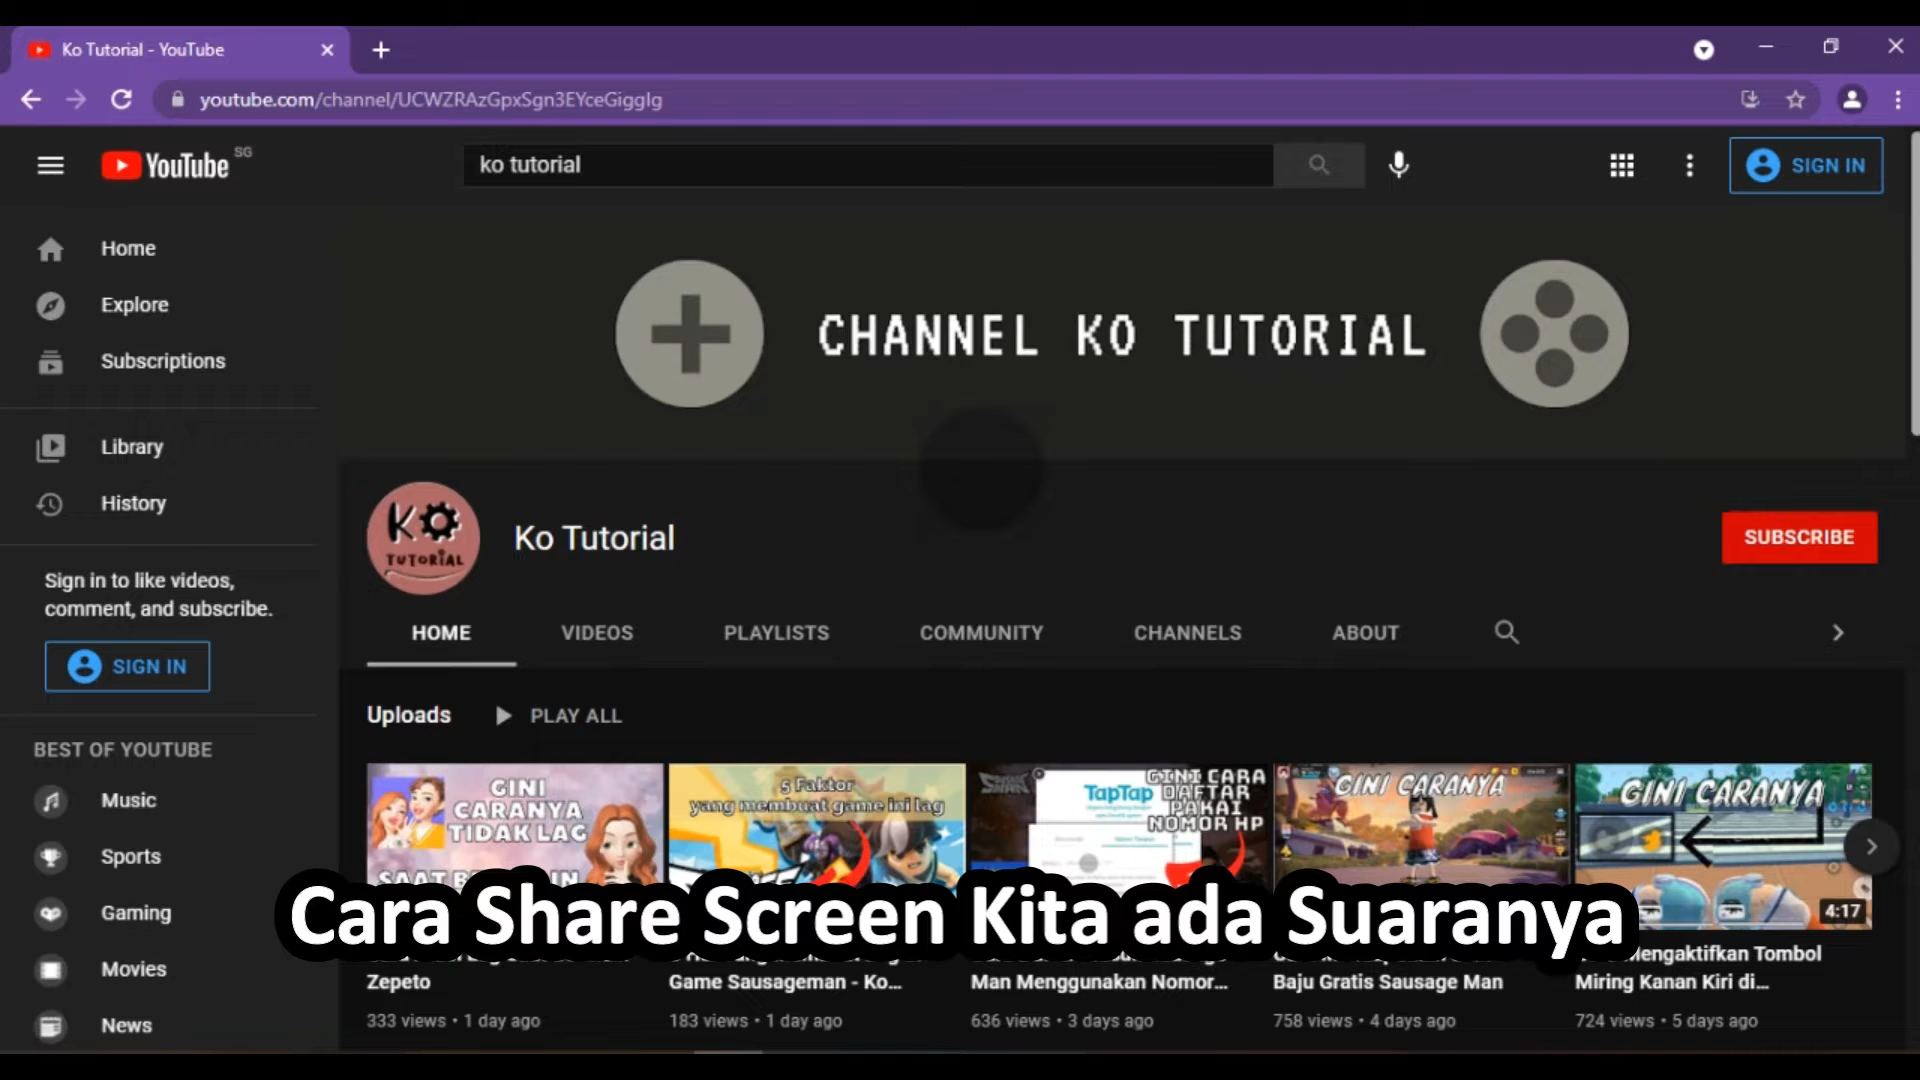 Ko Tutorial - YouTube
youtube.com/channel/UCWZRAzGpxSgn3EYceGigglg
YouTube SG
ko tutorial
SIGN IN
Home
Explore
Subscriptions
Library
History
Sign in to like videos,
comment, and subscribe.
SIGN IN
BEST OF YOUTUBE
Music
Sports
Gaming
Movies
News
CHANNEL KO TUTORIAL
KO
TUTORIAL
Ko Tutorial
SUBSCRIBE
HOME VIDEOS PLAYLISTS COMMUNITY CHANNELS ABOUT
Uploads PLAY ALL
GINI
CARANYA
TIDAK LAG
5 Faktor
yang membuat game ini lag
TapTap
GINI CARA
DAFTAR
PAKAI
NOMOR HP
GINI CARANYA
GINI CARANYA
4:17
Cara Share Screen Kita ada Suaranya
Zepeto
333 views • 1 day ago
Game Sausageman - Ko...
183 views • 1 day ago
Man Menggunakan Nomor...
636 views • 3 days ago
Baju Gratis Sausage Man
758 views • 4 days ago
Tombol
Miring Kanan Kiri di...
724 views • 5 days ago